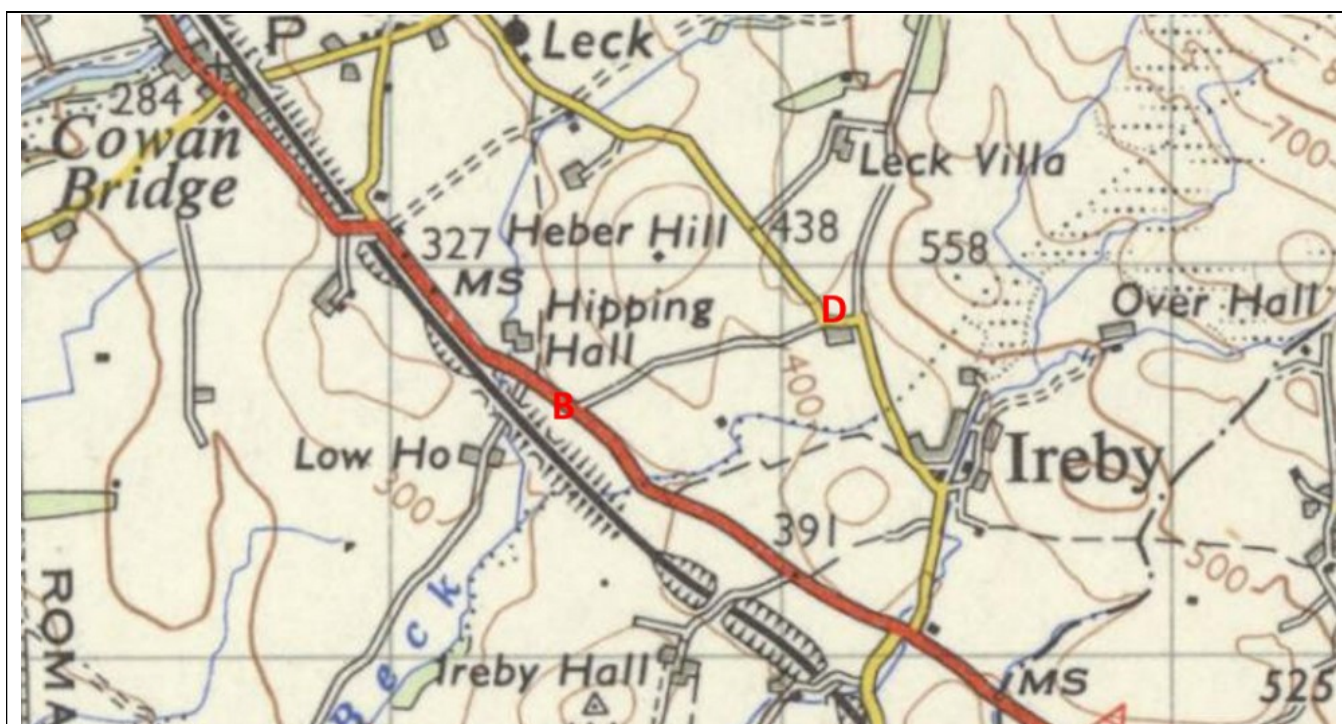 P
Leck
284
Cowan
Bridge
Leck Villa
700
327
MS
Heber Hill
438
558
Hipping
Hall
Over Hall
D
400
B
Low Ho
300
Ireby
391
500
ROMA
Beck
Ireby Hall
MS
525